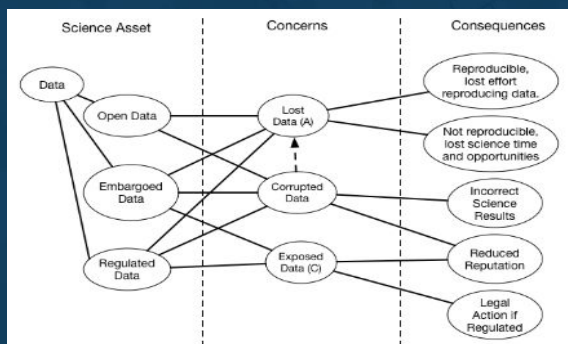 Science Asset
Concerns
Consequences
Data
Open Data
Embargoed
Data
Regulated
Data
Lost
Data (A)
Corrupted
Data
Exposed
Data (C)
Reproducible,
lost effort
reproducing data.
Not reproducible,
lost science time
and opportunities
Incorrect
Science
Results
Reduced
Reputation
Legal
Action if
Regulated